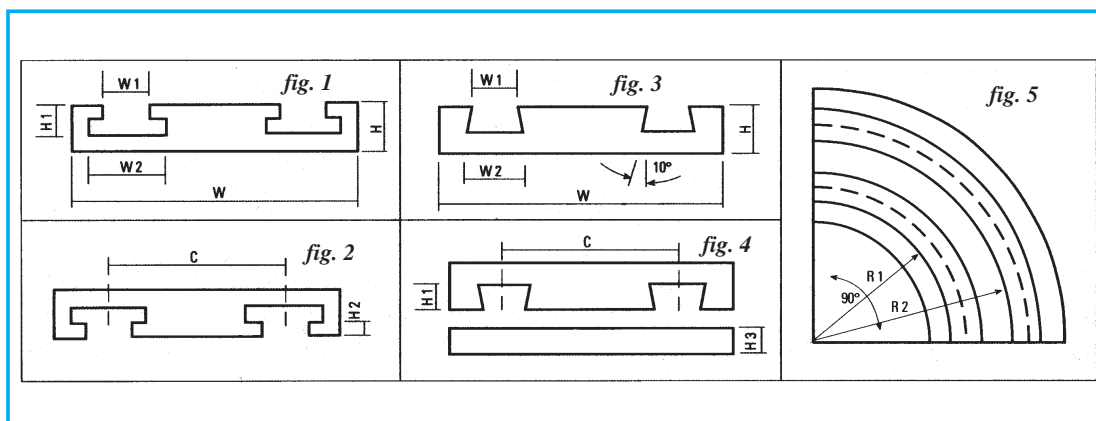 fig. 1
W1
H1
H
W2
W
fig. 2
C
H2
fig. 3
W1
H
W2
10°
W
fig. 4
C
H1
H3
fig. 5
R1
90°
R2